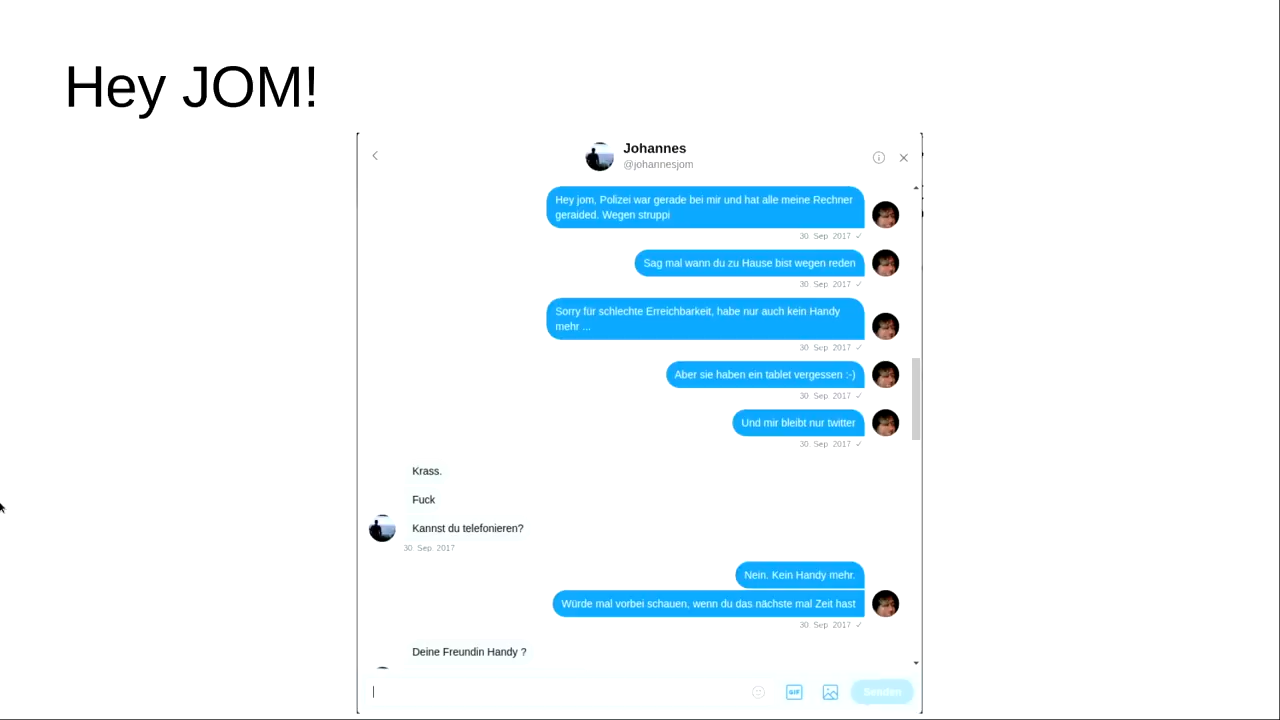 Hey JOM!
Johannes
@johannesjom
Hey jom, Polizei war gerade bei mir und hat alle meine Rechner
geraided. Wegen struppi
30. Sep. 2017 ✓
Sag mal wann du zu Hause bist wegen reden
30. Sep. 2017 ✓
Sorry für schlechte Erreichbarkeit, habe nur auch kein Handy
mehr ...
30. Sep. 2017 ✓
Aber sie haben ein tablet vergessen :-)
30. Sep. 2017 ✓
Und mir bleibt nur twitter
30. Sep. 2017 ✓
Krass.
Fuck
Kannst du telefonieren?
30. Sep. 2017
Nein. Kein Handy mehr.
Würde mal vorbei schauen, wenn du das nächste mal Zeit hast
30. Sep. 2017 ✓
Deine Freundin Handy ?
GIF
Senden